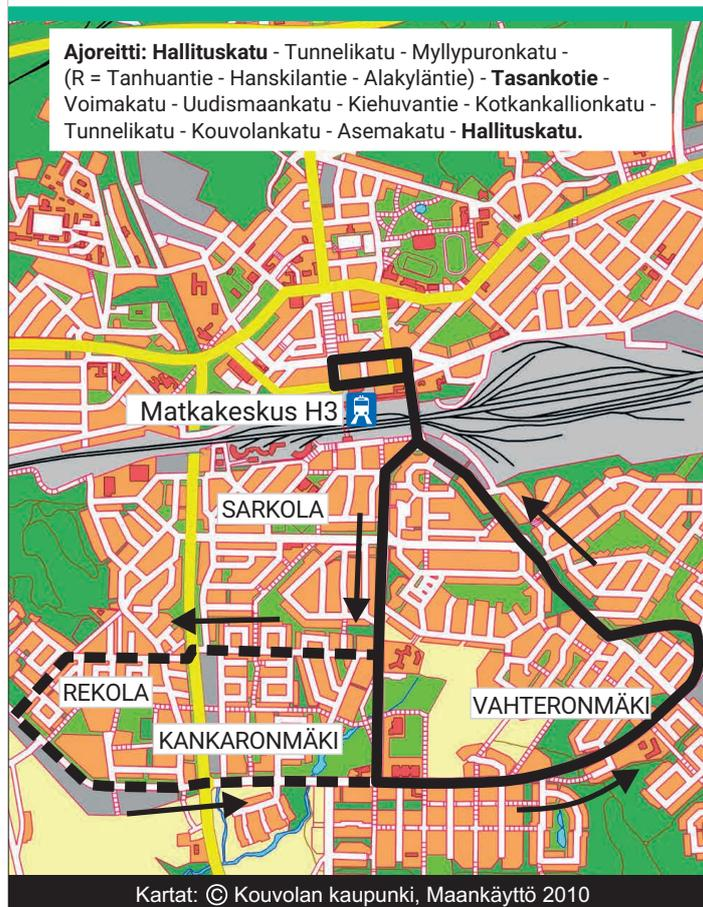 Ajoreitti: Hallituskatu - Tunnelikatu - Myllypuronkatu -
(R = Tanhuantie - Hanskilantie - Alakyläntie) - Tasankotie -
Voimakatu - Uudismaankatu - Kiehuvantie - Kotkankallionkatu -
Tunnelikatu - Kouvolankatu - Asemakatu - Hallituskatu.
Matkakeskus H3
SARKOLA
REKOLA
VAHTERONMÄKI
KANKARONMÄKI
Kartat: © Kouvolan kaupunki, Maankäyttö 2010